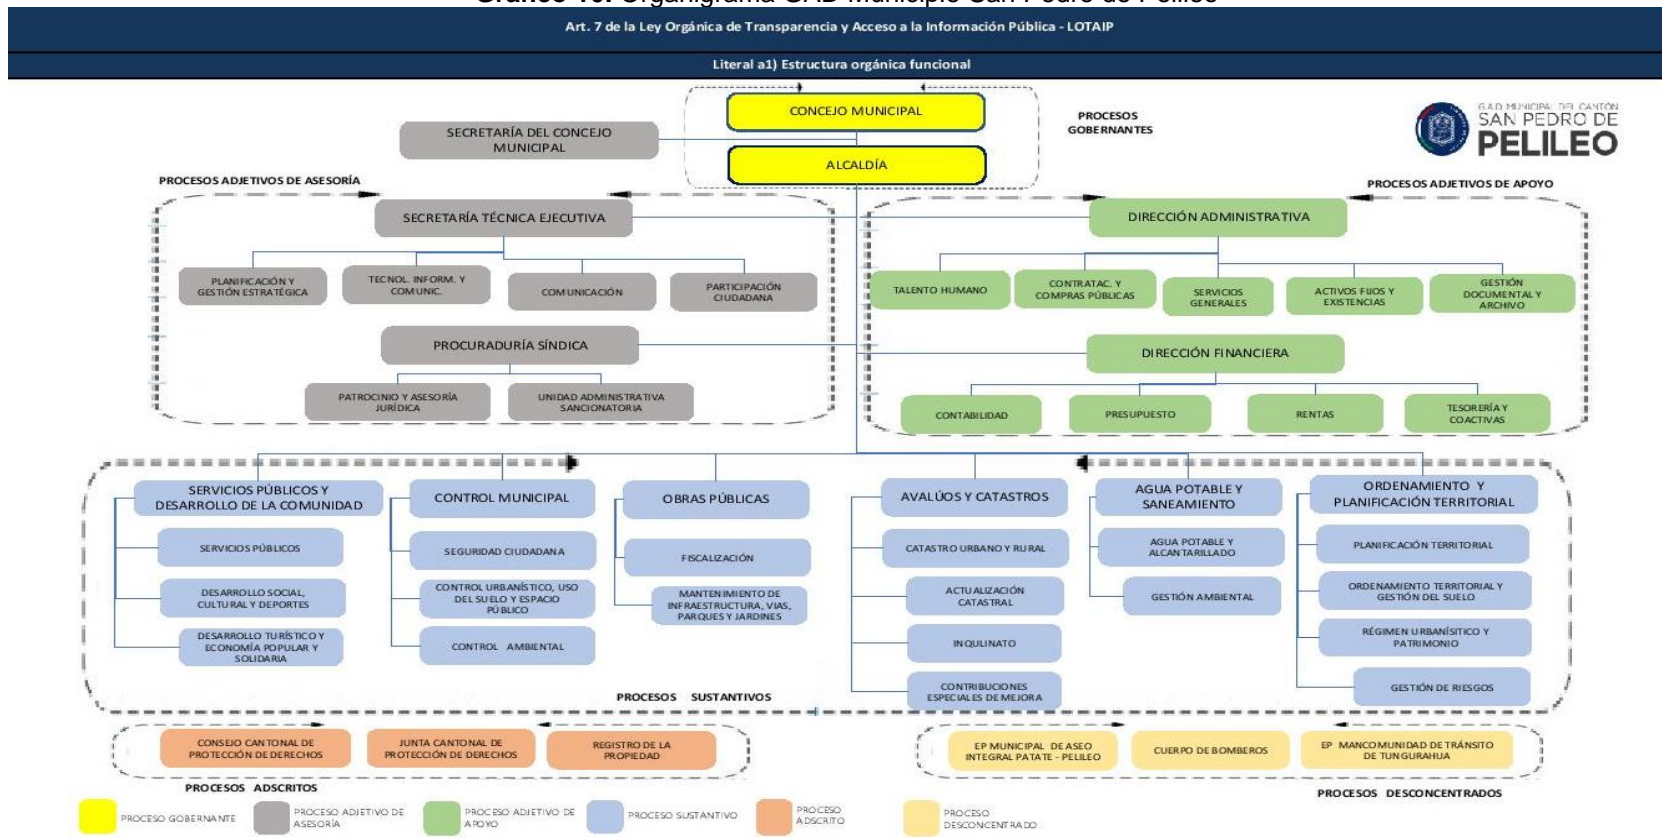 Gráfico 10. Organigrama GAD Municipio San Pedro de Pelileo
Art. 7 de la Ley Orgánica de Transparencia y Acceso a la Información Pública - LOTAIP
Literal a1) Estructura orgánica funcional
CONCEJO MUNICIPAL
PROCESOS
GOBERNANTES
SECRETARÍA DEL CONCEJO
MUNICIPAL
ALCALDÍA
G.A.D. MUNICIPAL DEL CANTÓN
SAN PEDRO DE
PELILEO
PROCESOS ADJETIVOS DE ASESORÍA
PROCESOS ADJETIVOS DE APOYO
SECRETARÍA TÉCNICA EJECUTIVA
PLANIFICACIÓN Y
GESTIÓN ESTRATÉGICA
TECNOL. INFORM. Y
COMUNIC.
COMUNICACIÓN
PARTICIPACIÓN
CIUDADANA
PROCURADURÍA SÍNDICA
PATROCINIO Y ASESORÍA
JURÍDICA
UNIDAD ADMINISTRATIVA
SANCIONATORIA
DIRECCIÓN ADMINISTRATIVA
TALENTO HUMANO
CONTRATAC. Y
COMPRAS PÚBLICAS
SERVICIOS
GENERALES
ACTIVOS FIJOS Y
EXISTENCIAS
GESTIÓN
DOCUMENTAL Y
ARCHIVO
DIRECCIÓN FINANCIERA
CONTABILIDAD
PRESUPUESTO
RENTAS
TESORERÍA Y
COACTIVAS
SERVICIOS PÚBLICOS Y
DESARROLLO DE LA COMUNIDAD
SERVICIOS PÚBLICOS
DESARROLLO SOCIAL,
CULTURAL Y DEPORTES
DESARROLLO TURÍSTICO Y
ECONOMÍA POPULAR Y
SOLIDARIA
CONTROL MUNICIPAL
SEGURIDAD CIUDADANA
CONTROL URBANÍSTICO, USO
DEL SUELO Y ESPACIO
PÚBLICO
CONTROL AMBIENTAL
OBRAS PÚBLICAS
FISCALIZACIÓN
MANTENIMIENTO DE
INFRAESTRUCTURA, VIAS,
PARQUES Y JARDINES
AVALÚOS Y CATASTROS
CATASTRO URBANO Y RURAL
ACTUALIZACIÓN
CATASTRAL
INQULINATO
CONTRIBUCIONES
ESPECIALES DE MEJORA
AGUA POTABLE Y
SANEAMIENTO
AGUA POTABLE Y
ALCANTARILLADO
GESTIÓN AMBIENTAL
ORDENAMIENTO Y
PLANIFICACIÓN TERRITORIAL
PLANIFICACIÓN TERRITORIAL
ORDENAMIENTO TERRITORIAL Y
GESTIÓN DEL SUELO
RÉGIMEN URBANÍSITICO Y
PATRIMONIO
GESTIÓN DE RIESGOS
PROCESOS SUSTANTIVOS
CONSEJO CANTONAL DE
PROTECCIÓN DE DERECHOS
JUNTA CANTONAL DE
PROTECCIÓN DE DERECHOS
REGISTRO DE LA
PROPIEDAD
EP MUNICIPAL DE ASEO
INTEGRAL PATATE - PELILEO
CUERPO DE BOMBEROS
EP MANCOMUNIDAD DE TRÁNSITO
DE TUNGURAHUA
PROCESOS ADSCRITOS
PROCESOS DESCONCENTRADOS
PROCESO GOBERNANTE
PROCESO ADJETIVO DE
ASESORÍA
PROCESO ADJETIVO DE
APOYO
PROCESO SUSTANTIVO
PROCESO
ADSCRITO
PROCESO
DESCONCENTRADO